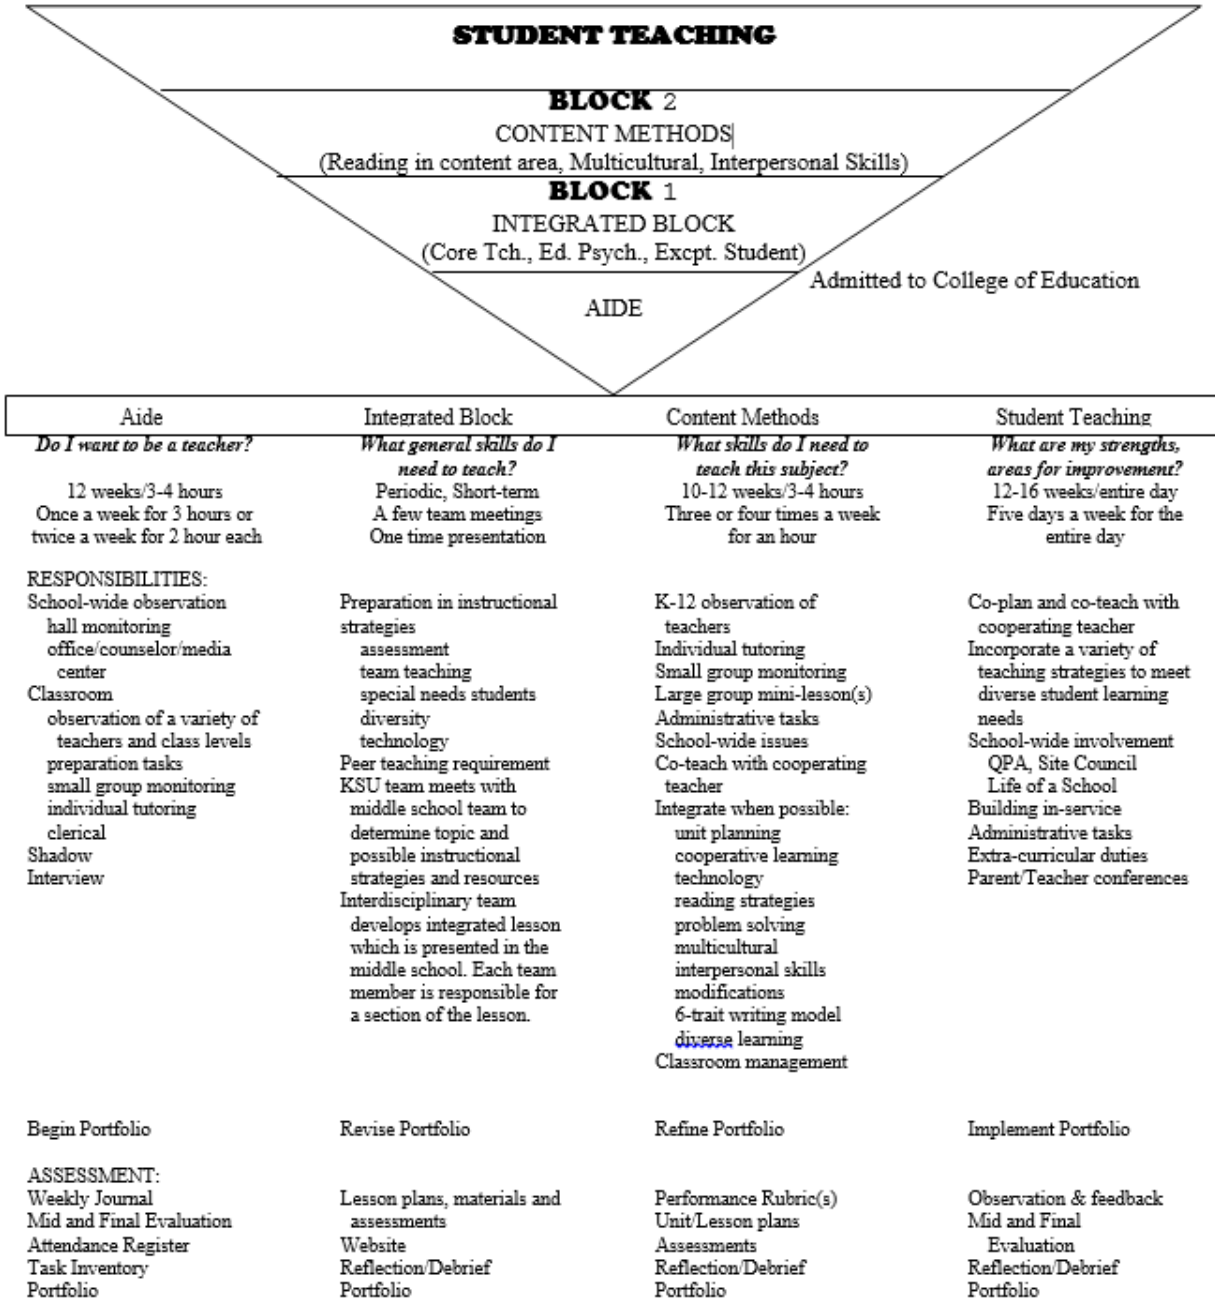 STUDENT TEACHING
BLOCK 2
CONTENT METHODS
(Reading in content area, Multicultural, Interpersonal Skills)
BLOCK 1
INTEGRATED BLOCK
(Core Tch., Ed. Psych., Excpt. Student)
Admitted to College of Education
AIDE
Aide
Do I want to be a teacher?
12 weeks/3-4 hours
Once a week for 3 hours or
twice a week for 2 hour each
RESPONSIBILITIES:
School-wide observation
hall monitoring
office/counselor/media
center
Classroom
observation of a variety of
teachers and class levels
preparation tasks
small group monitoring
individual tutoring
clerical
Shadow
Interview
Begin Portfolio
ASSESSMENT:
Weekly Journal
Mid and Final Evaluation
Attendance Register
Task Inventory
Portfolio
Integrated Block
What general skills do I
need to teach?
Periodic, Short-term
A few team meetings
One time presentation
Preparation in instructional
strategies
assessment
team teaching
special needs students
diversity
technology
Peer teaching requirement
KSU team meets with
middle school team to
determine topic and
possible instructional
strategies and resources
Interdisciplinary team
develops integrated lesson
which is presented in the
middle school. Each team
member is responsible for
a section of the lesson.
Revise Portfolio
Lesson plans, materials and
assessments
Website
Reflection/Debrief
Portfolio
Content Methods
What skills do I need to
teach this subject?
10-12 weeks/3-4 hours
Three or four times a week
for an hour
K-12 observation of
teachers
Individual tutoring
Small group monitoring
Large group mini-lesson(s)
Administrative tasks
School-wide issues
Co-teach with cooperating
teacher
Integrate when possible:
unit planning
cooperative learning
technology
reading strategies
problem solving
multicultural
interpersonal skills
modifications
6-trait writing model
diverse learning
Classroom management
Refine Portfolio
Performance Rubric(s)
Unit/Lesson plans
Assessments
Reflection/Debrief
Portfolio
Student Teaching
What are my strengths,
areas for improvement?
12-16 weeks/entire day
Five days a week for the
entire day
Co-plan and co-teach with
cooperating teacher
Incorporate a variety of
teaching strategies to meet
diverse student learning
needs
School-wide involvement
QPA, Site Council
Life of a School
Building in-service
Administrative tasks
Extra-curricular duties
Parent/Teacher conferences
Implement Portfolio
Observation & feedback
Mid and Final
Evaluation
Reflection/Debrief
Portfolio